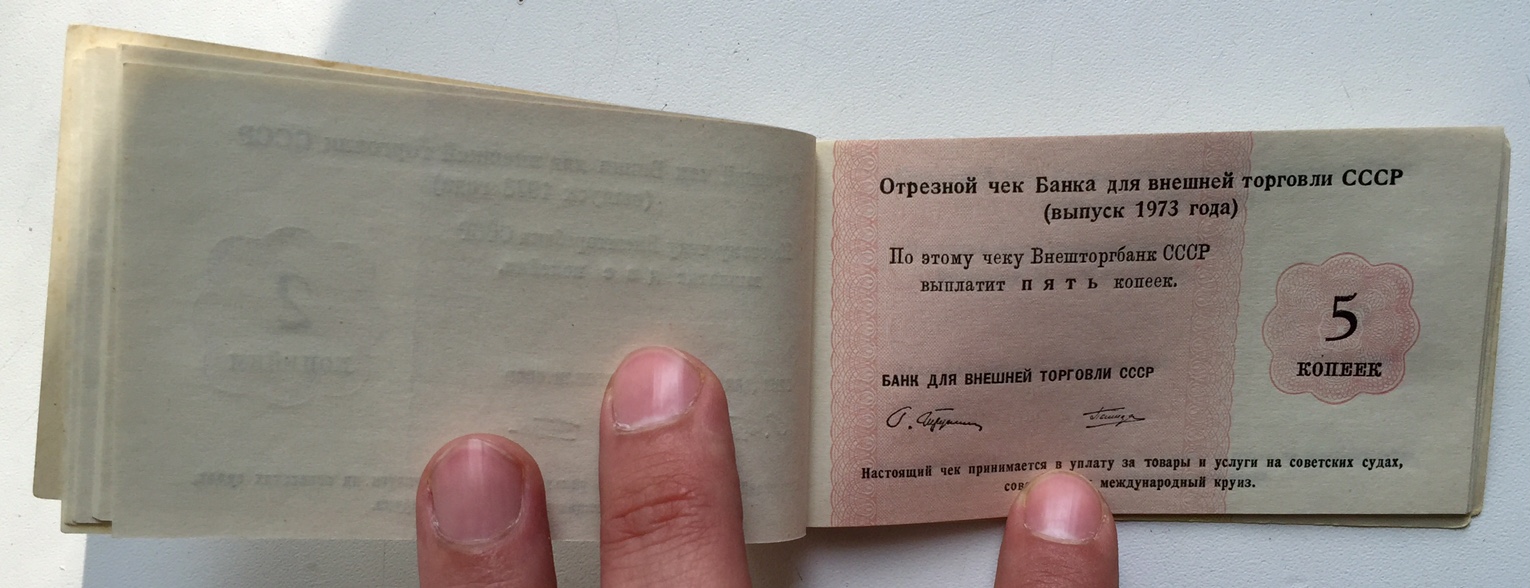 Отрезной чек Банка для внешней торговли СССР
(выпуск 1973 года)
По этому чеку Внешторгбанк СССР
выплатит пять копеек.
5
КОПЕЕК
БАНК ДЛЯ ВНЕШНЕЙ ТОРГОВЛИ СССР
Настоящий чек принимается в уплату за товары и услуги на советских судах,
международный круиз.